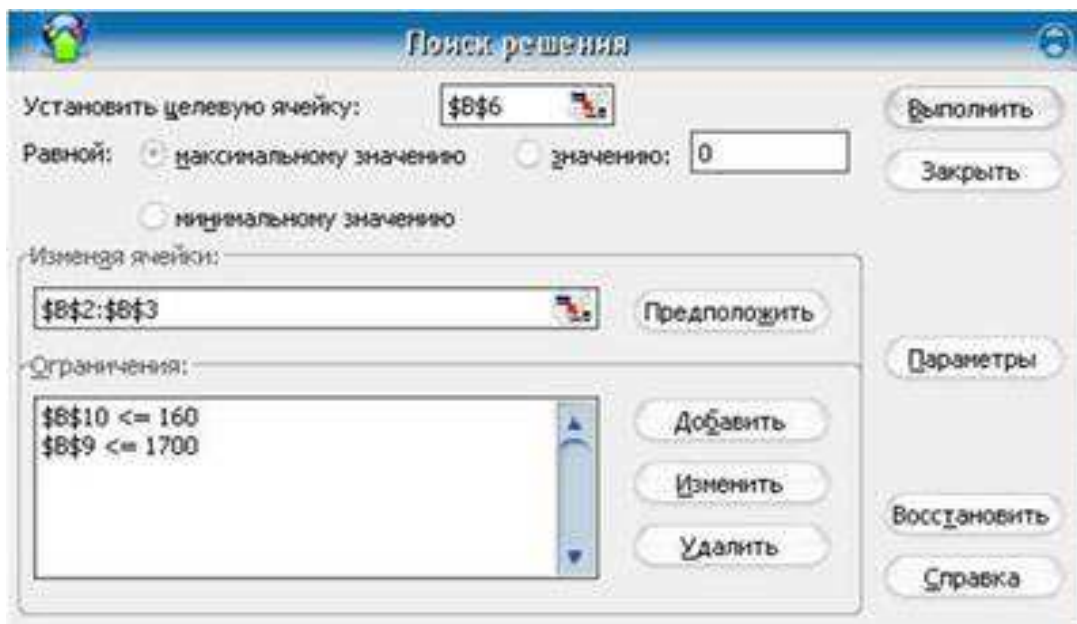 Поиск решения
Установить целевую ячейку: $B$6
Выполнить
Равной: максимальному значению значению: 0
Закрыть
минимальному значению
Изменяя ячейки:
$B$2:$B$3
Предположить
Параметры
Ограничения:
$B$10 <= 160
$B$9 <= 1700
Добавить
Изменить
Удалить
Восстановить
Справка